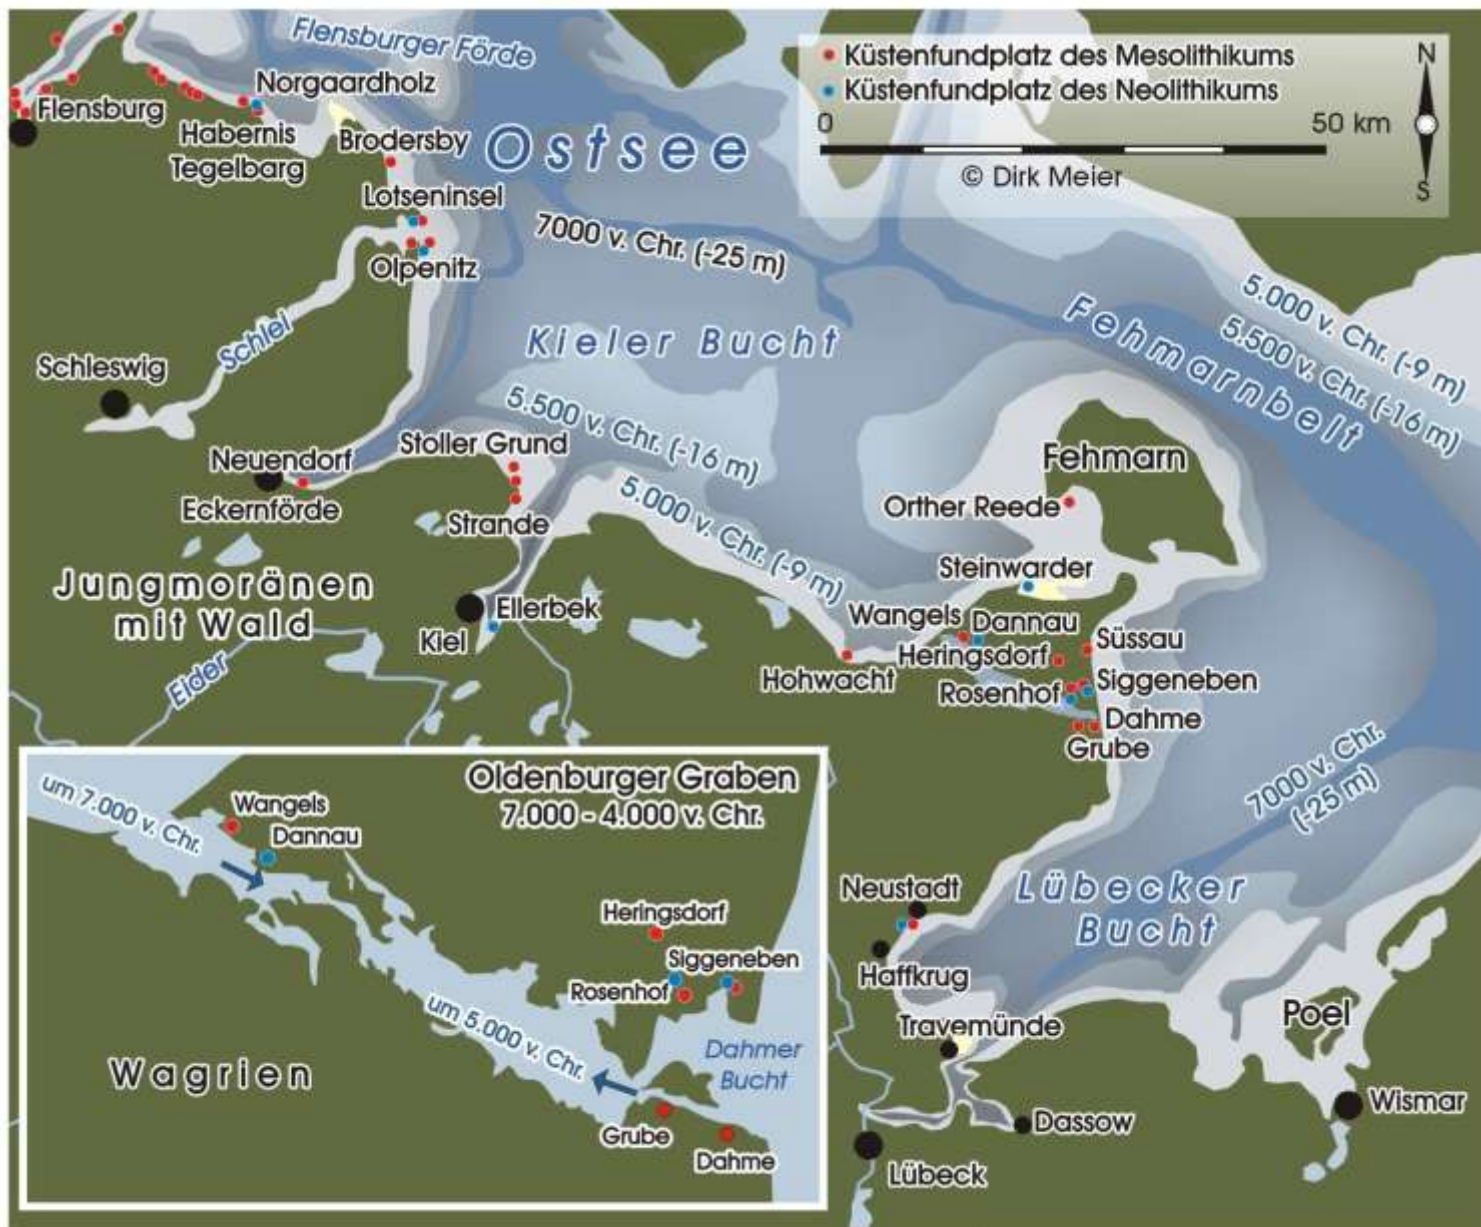 Flensburger Förde
Küstenfundplatz des Mesolithikums
Küstenfundplatz des Neolithikums
N
0
50 km
© Dirk Meier
S
Norgaardholz
Flensburg
Habernis
Tegelbarg
Brodersby
Ostsee
Lotseninsel
7000 v. Chr. (-25 m)
Olpenitz
Schlei
Kieler Bucht
Fehmarnbelt
5.000 v. Chr. (-9 m)
5.500 v. Chr. (-16 m)
Schleswig
5.500 v. Chr. (-16 m)
Stoller Grund
Neuendorf
Eckernförde
Strande
5.000 v. Chr. (-9 m)
Fehmarn
Orther Reede
Jungmoränen
mit Wald
Steinwarder
Ellerbek
Kiel
Wangels
Dannau
Süssau
Heringsdorf
Hohwacht
Rosenhof
Siggeneben
Dahme
Grube
Eider
7000 v. Chr.
(-25 m)
Oldenburger Graben
7.000 - 4.000 v. Chr.
um 7.000 v. Chr.
Wangels
Dannau
Heringsdorf
Siggeneben
Rosenhof
um 5.000 v. Chr.
Dahmer
Bucht
Wagrien
Grube
Dahme
Neustadt
Lübecker
Bucht
Haffkrug
Travemünde
Poel
Wismar
Dassow
Lübeck